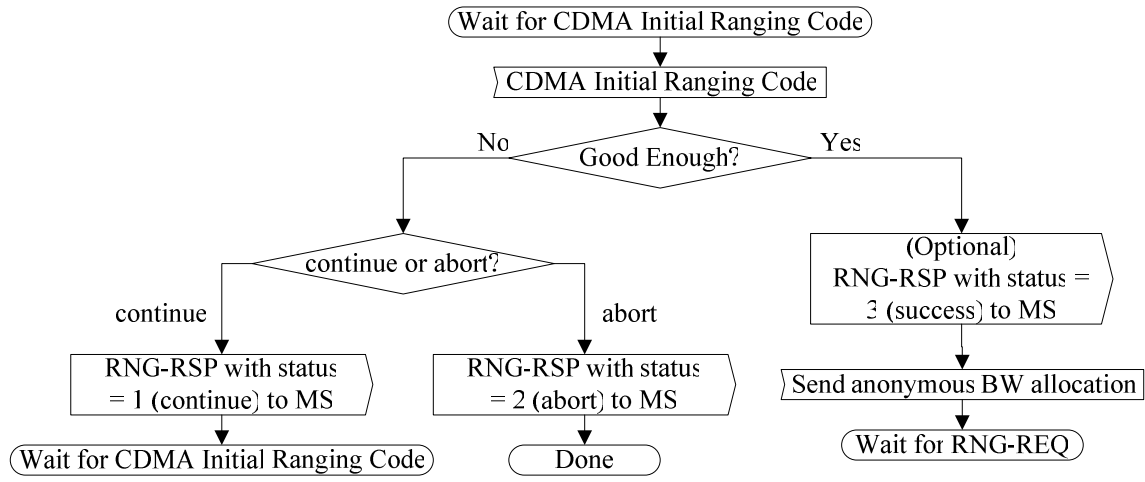 Wait for CDMA Initial Ranging Code
CDMA Initial Ranging Code
No
Good Enough?
Yes
continue or abort?
(Optional)
RNG-RSP with status =
3 (success) to MS
continue
abort
RNG-RSP with status
= 1 (continue) to MS
RNG-RSP with status
= 2 (abort) to MS
Send anonymous BW allocation
Wait for CDMA Initial Ranging Code
Done
Wait for RNG-REQ